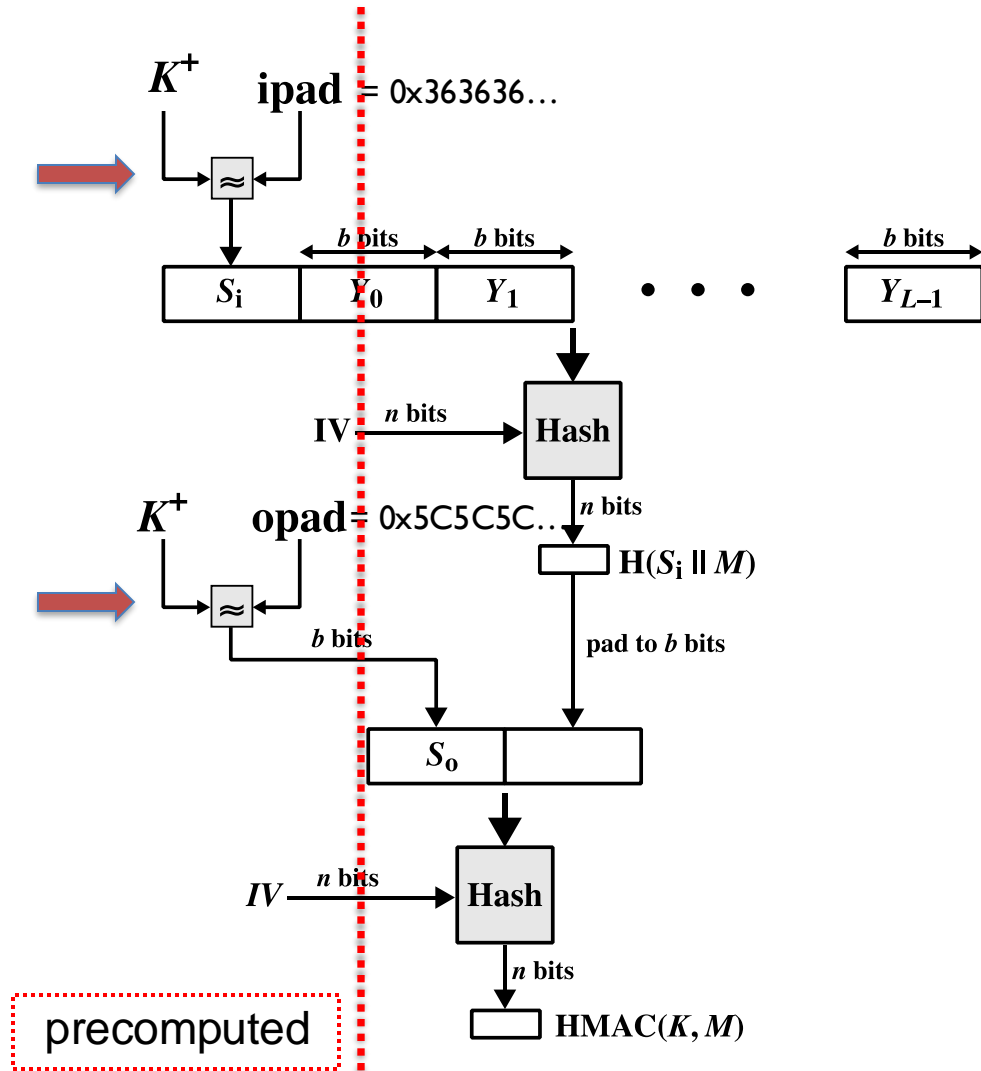 K⁺ ipad = 0x363636...
≈
b bits b bits b bits
Sᵢ Y₀ Y₁ • • • Y_{L–1}
n bits
IV Hash
K⁺ opad = 0x5C5C5C... n bits
H(Sᵢ || M)
≈
b bits pad to b bits
Sₒ
n bits
IV Hash
n bits
precomputed HMAC(K, M)